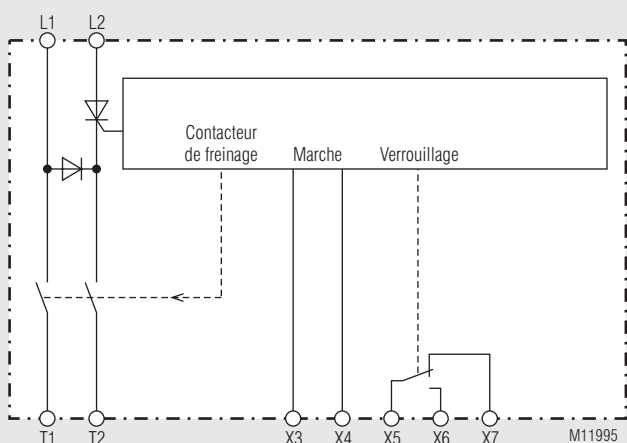 L1 L2
Contacteur
de freinage Marche Verrouillage
T1 T2 X3 X4 X5 X6 X7 M11995